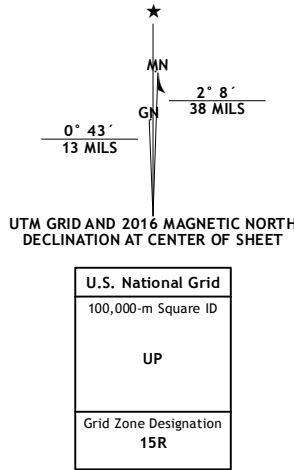 MN
2° 8´
38 MILS
GN
0° 43´
13 MILS
UTM GRID AND 2016 MAGNETIC NORTH
DECLINATION AT CENTER OF SHEET
U.S. National Grid
100,000-m Square ID
UP
Grid Zone Designation
15R